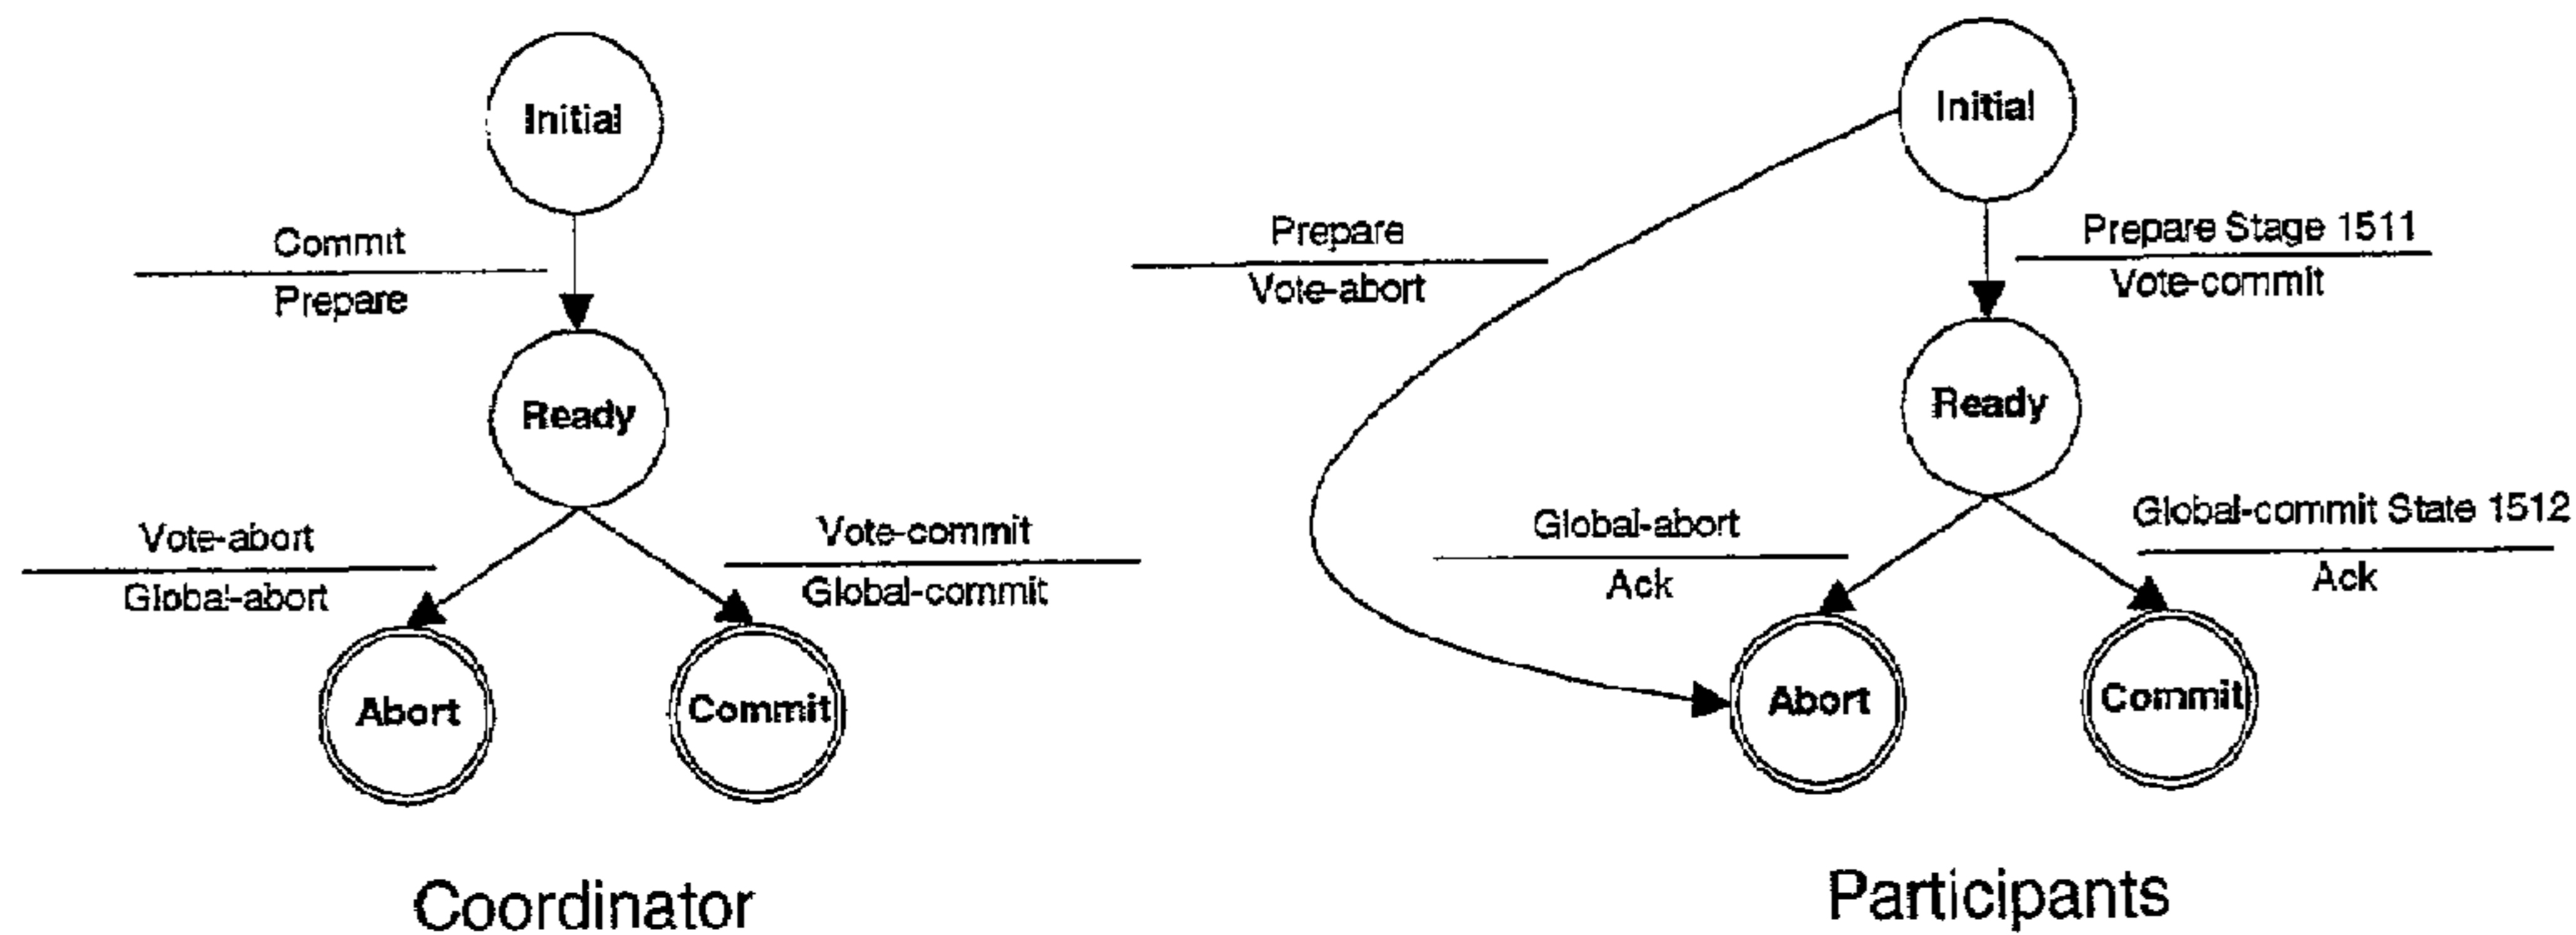 Initial
Commit
Prepare
Ready
Vote-abort
Global-abort
Vote-commit
Global-commit
Abort
Commit
Coordinator
Initial
Prepare
Vote-abort
Prepare Stage 1511
Vote-commit
Ready
Global-abort
Ack
Global-commit State 1512
Ack
Abort
Commit
Participants